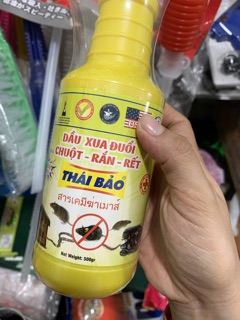 DẦU XUA ĐUỔI
CHUỘT - RẮN - RẾT
THÁI BẢO
สารเคมีฆ่าเมาส์
Net Weight: 500gr